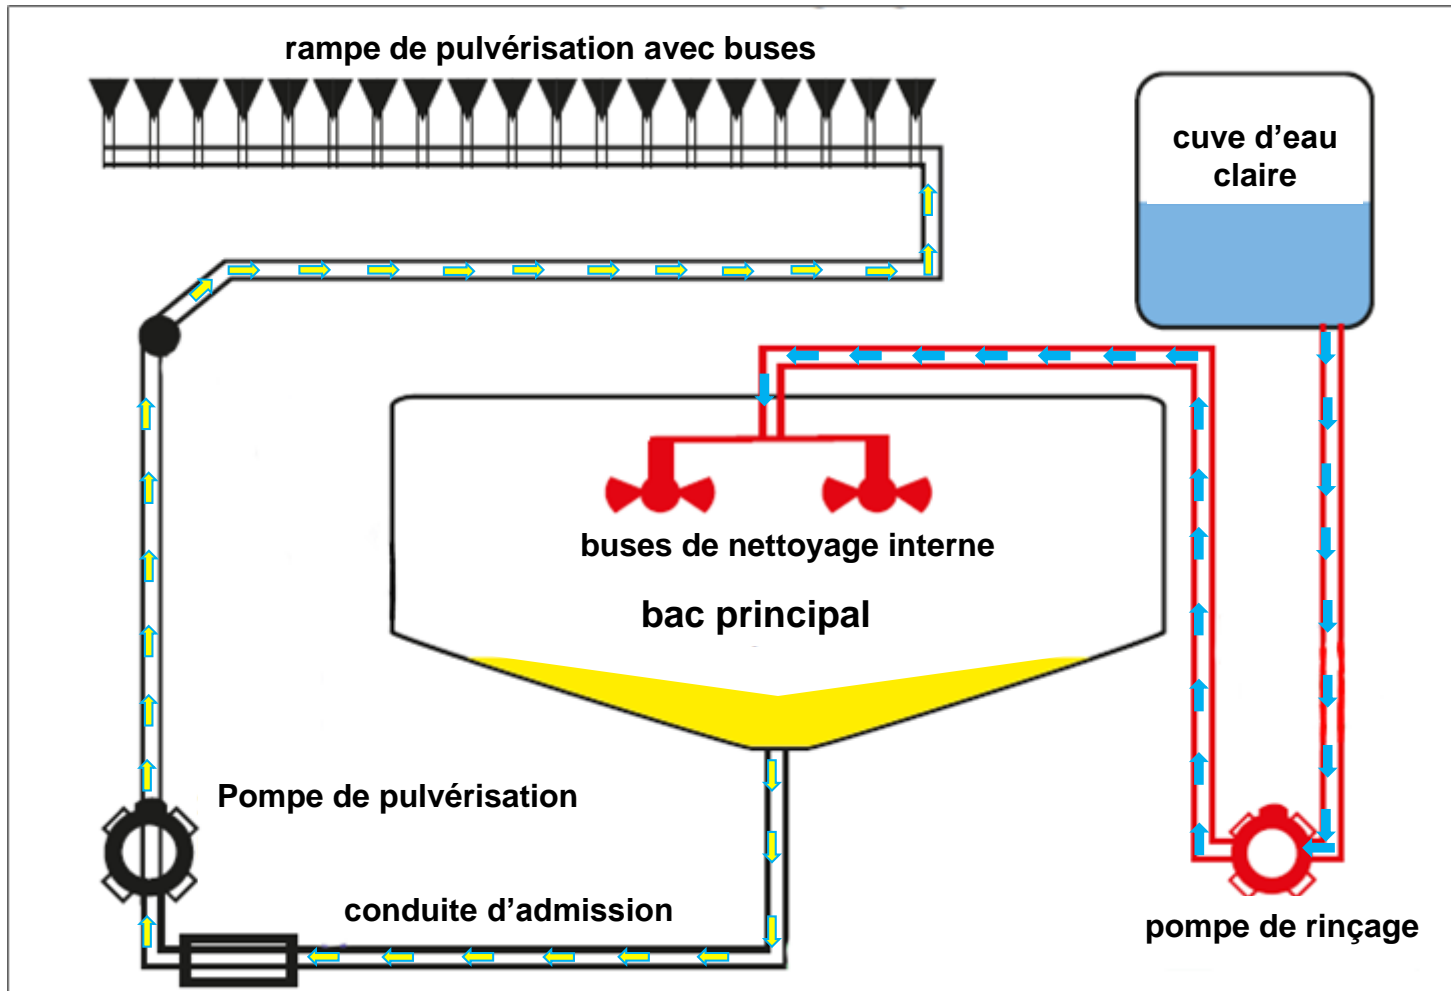 rampe de pulvérisation avec buses
cuve d’eau
claire
buses de nettoyage interne
bac principal
Pompe de pulvérisation
conduite d’admission
pompe de rinçage